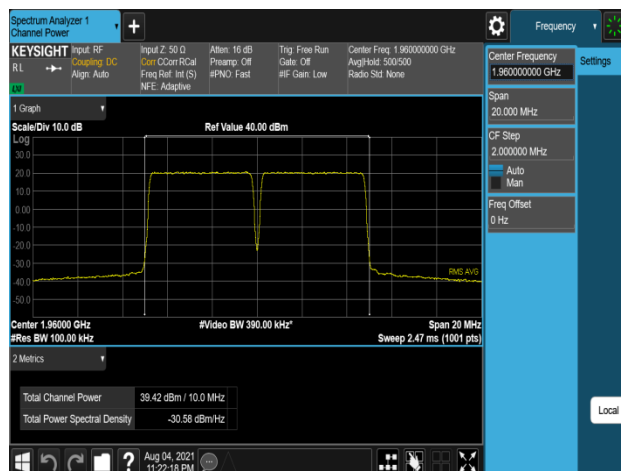 Spectrum Analyzer 1
Channel Power
Frequency
KEYSIGHT
RL
Input: RF
Coupling: DC
Align: Auto
Input Z: 50 Ω
Corr CCorr RCal
Freq Ref: Int (S)
NFE: Adaptive
Atten: 16 dB
Preamp: Off
#PNO: Fast
Trig: Free Run
Gate: Off
#IF Gain: Low
Center Freq: 1.960000000 GHz
Avg|Hold: 500/500
Radio Std: None
LXI
Center Frequency
1.960000000 GHz
Settings
Span
20.000 MHz
CF Step
2.000000 MHz
Auto
Man
Freq Offset
0 Hz
Local
1 Graph
Scale/Div 10.0 dB
Ref Value 40.00 dBm
Log
30.0
20.0
10.0
0.00
-10.0
-20.0
-30.0
-40.0
-50.0
RMS AVG
Center 1.96000 GHz
#Video BW 390.00 kHz*
Span 20 MHz
#Res BW 100.00 kHz
Sweep 2.47 ms (1001 pts)
2 Metrics
Total Channel Power 39.42 dBm / 10.0 MHz
Total Power Spectral Density -30.58 dBm/Hz
?
Aug 04, 2021
11:22:18 PM